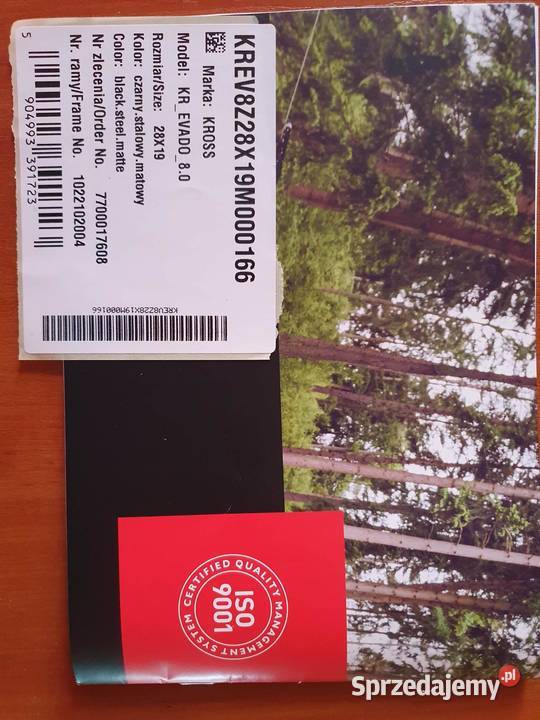 KREV8Z28X19M000166
Marka: KROSS
Model: KR_EVADO_8.0
Rozmiar/Size: 28X19
Kolor: czarny.stalowy.matowy
Color: black.steel.matte
Nr zlecenia/Order No. 7700017608
Nr. ramy/Frame No. 1022102004
5 904993 391723
KREV8Z28X19M000166
CERTIFIED QUALITY MANAGEMENT SYSTEM
ISO
9001
Sprzedajemy.pl